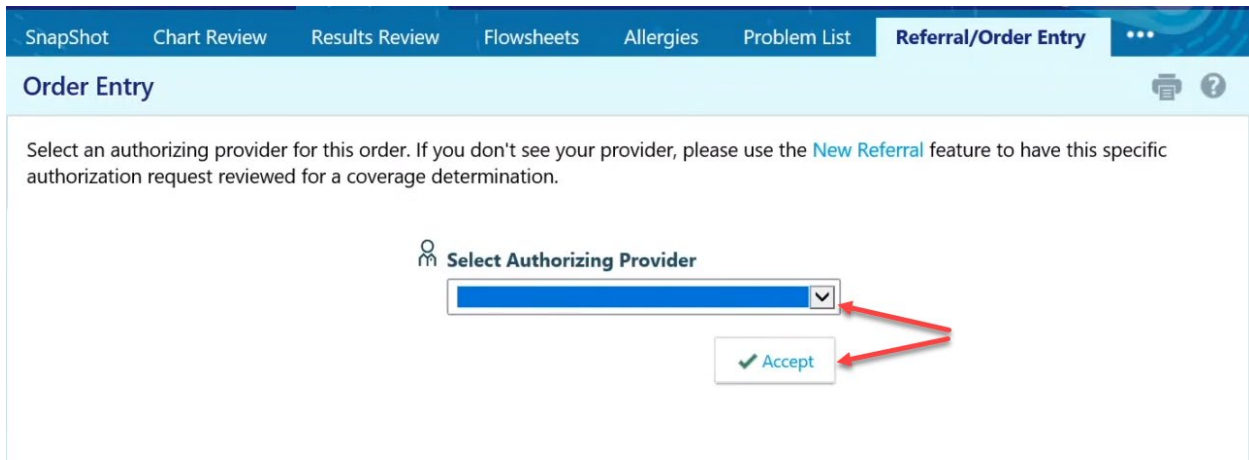 SnapShot Chart Review Results Review Flowsheets Allergies Problem List Referral/Order Entry •••
Order Entry
Select an authorizing provider for this order. If you don't see your provider, please use the New Referral feature to have this specific
authorization request reviewed for a coverage determination.
Select Authorizing Provider
Accept